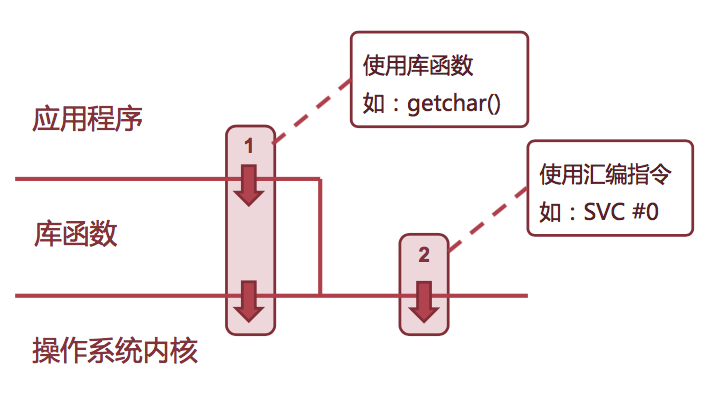 使用库函数
如：getchar()
应用程序
1
使用汇编指令
如：SVC #0
库函数
2
操作系统内核